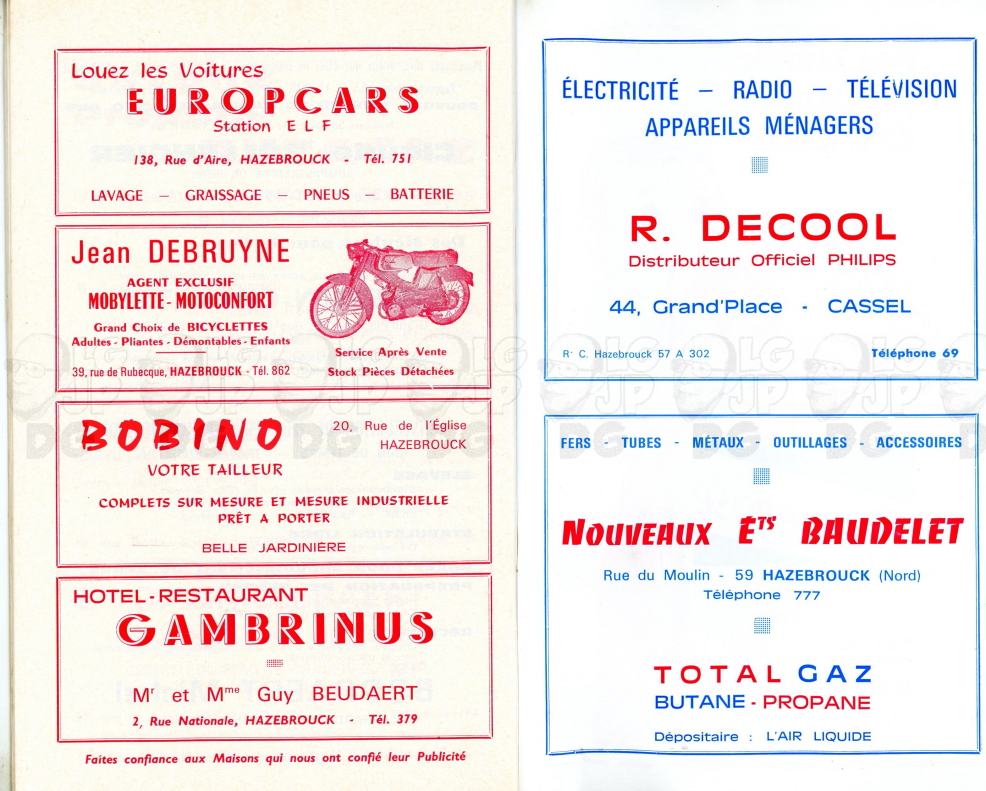 Louez les Voitures
EUROPCARS
Station ELF
138, Rue d'Aire, HAZEBROUCK - Tél. 751
LAVAGE — GRAISSAGE — PNEUS — BATTERIE
Jean DEBRUYNE
AGENT EXCLUSIF
MOBYLETTE - MOTOCONFORT
Grand Choix de BICYCLETTES
Adultes - Pliantes - Démontables - Enfants
39, rue de Rubecque, HAZEBROUCK - Tél. 862
Service Après Vente
Stock Pièces Détachées
BOBINO
20, Rue de l'Église
HAZEBROUCK
VOTRE TAILLEUR
COMPLETS SUR MESURE ET MESURE INDUSTRIELLE
PRÊT A PORTER
BELLE JARDINIÈRE
HOTEL-RESTAURANT
GAMBRINUS
Mr et Mme Guy BEUDAERT
2, Rue Nationale, HAZEBROUCK - Tél. 379
Faites confiance aux Maisons qui nous ont confié leur Publicité
ÉLECTRICITÉ — RADIO — TÉLÉVISION
APPAREILS MÉNAGERS
R. DECOOL
Distributeur Officiel PHILIPS
44, Grand'Place - CASSEL
R. C. Hazebrouck 57 A 302
Téléphone 69
FERS - TUBES - MÉTAUX - OUTILLAGES - ACCESSOIRES
NOUVEAUX ÉTS BAUDELET
Rue du Moulin - 59 HAZEBROUCK (Nord)
Téléphone 777
TOTAL GAZ
BUTANE - PROPANE
Dépositaire : L'AIR LIQUIDE
LG
JP
DG